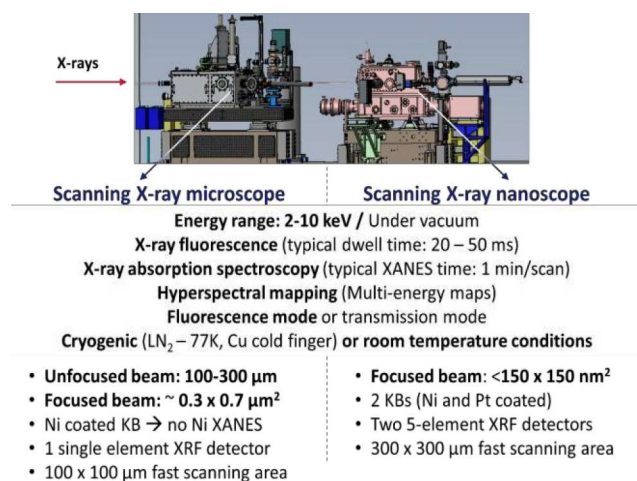 X-rays
Scanning X-ray microscope
Scanning X-ray nanoscope
Energy range: 2-10 keV / Under vacuum
X-ray fluorescence (typical dwell time: 20 – 50 ms)
X-ray absorption spectroscopy (typical XANES time: 1 min/scan)
Hyperspectral mapping (Multi-energy maps)
Fluorescence mode or transmission mode
Cryogenic (LN₂ – 77K, Cu cold finger) or room temperature conditions
• Unfocused beam: 100-300 µm
• Focused beam: ~ 0.3 x 0.7 µm²
• Ni coated KB → no Ni XANES
• 1 single element XRF detector
• 100 x 100 µm fast scanning area
• Focused beam: <150 x 150 nm²
• 2 KBs (Ni and Pt coated)
• Two 5-element XRF detectors
• 300 x 300 µm fast scanning area